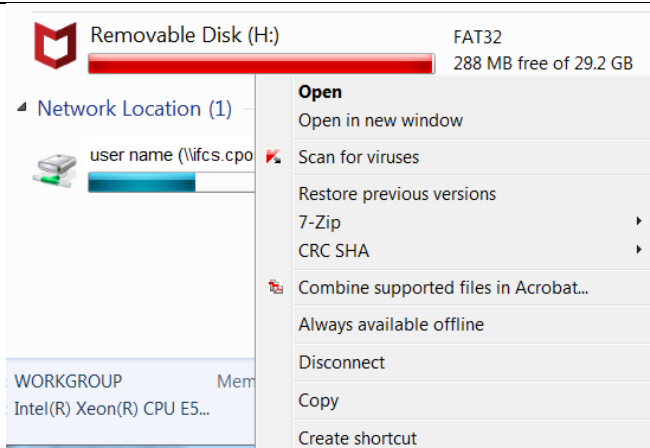 Removable Disk (H:)
FAT32
288 MB free of 29.2 GB
Network Location (1)
user name (\\ifcs.cpo
Open
Open in new window
Scan for viruses
Restore previous versions
7-Zip
CRC SHA
Combine supported files in Acrobat...
Always available offline
Disconnect
Copy
Create shortcut
WORKGROUP Mem
Intel(R) Xeon(R) CPU E5...